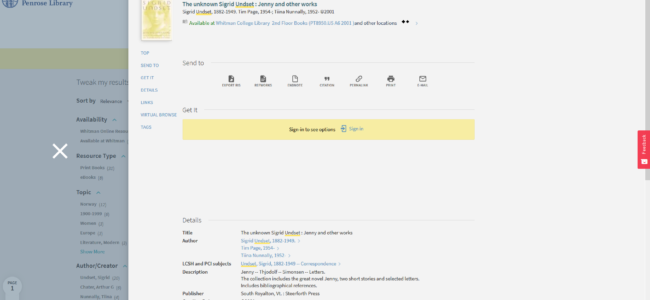 Penrose Library
The unknown Sigrid Undset : Jenny and other works
Sigrid Undset, 1882-1949. Tim Page, 1954-; Tiina Nunnally, 1952- ©2001
Available at Whitman College Library 2nd Floor Books (PT8950.U5 A6 2001 ) and other locations
TOP
SEND TO
GET IT
DETAILS
LINKS
VIRTUAL BROWSE
TAGS
Send to
EXPORT RIS
REFWORKS
ENDNOTE
CITATION
PERMALINK
PRINT
E-MAIL
Get It
Sign-in to see options
Sign in
Tweak my results
Sort by Relevance
Availability
Whitman Online Resour
Available at Whitman
Resource Type
Print Books
eBooks
Topic
Norway
1900-1999
Women
Europe
Literature, Modern
Show More
Author/Creator
Undset, Sigrid
Chater, Arthur G
Nunnally, Tiina
PAGE
1
Feedback
Details
Title The unknown Sigrid Undset : Jenny and other works
Author Sigrid Undset, 1882-1949.
Tim Page, 1954-
Tiina Nunnally, 1952-
LCSH and PCI subjects Undset, Sigrid, 1882-1949 -- Correspondence
Description Jenny -- Thjodolf -- Simonsen -- Letters.
The collection includes the great novel Jenny, two short stories and selected letters.
Includes bibliographical references.
Publisher South Royalton, Vt. : Steerforth Press